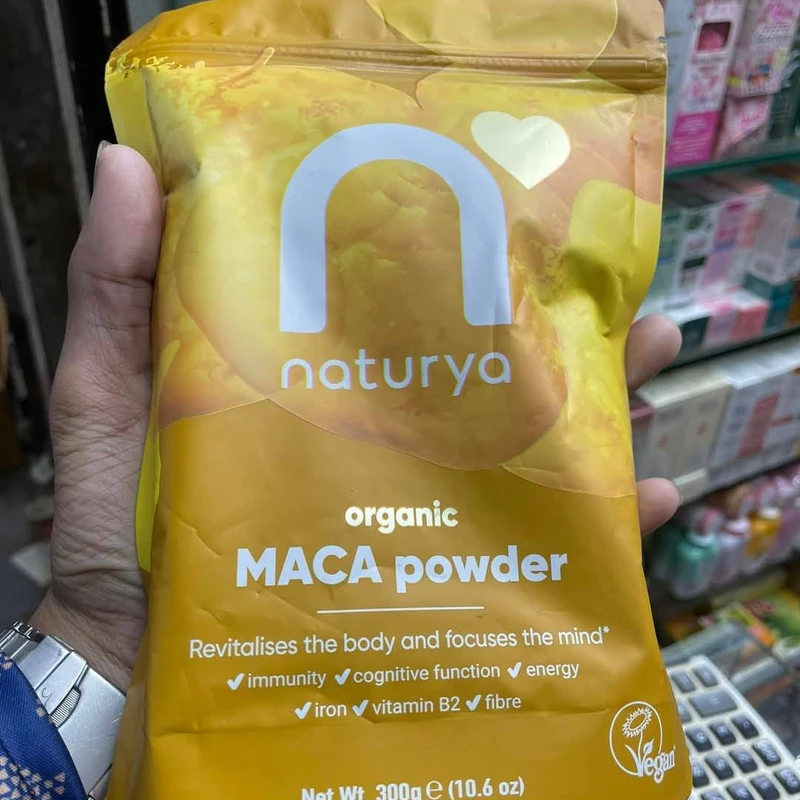 n
naturya
organic
MACA powder
Revitalises the body and focuses the mind*
✓immunity ✓cognitive function ✓energy
✓iron ✓vitamin B2 ✓fibre
Vegan
Net Wt. 300g ℮ (10.6 oz)